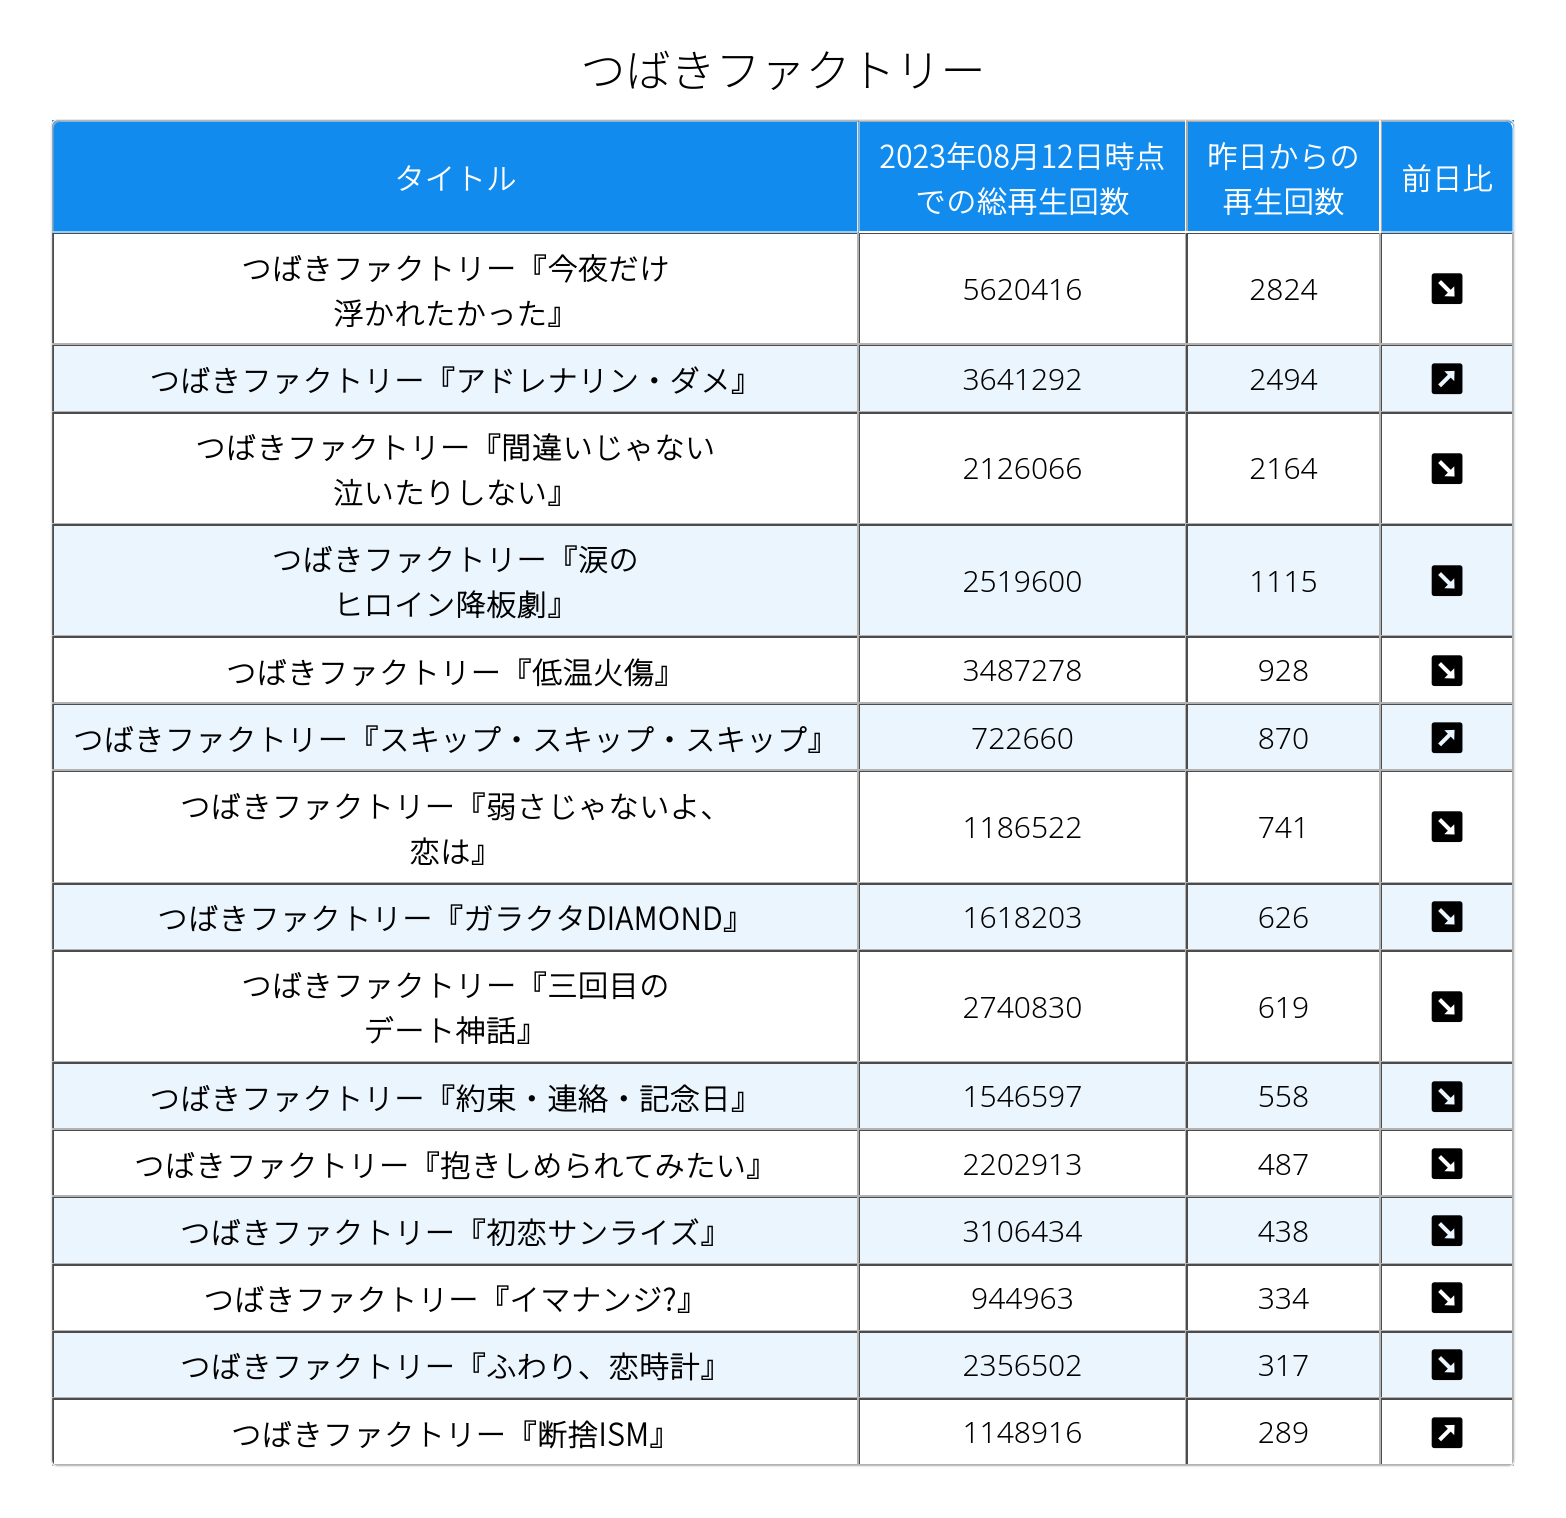 つばきファクトリー
タイトル
2023年08月12日時点
での総再生回数
昨日からの
再生回数
前日比
つばきファクトリー『今夜だけ
浮かれたかった』
5620416
2824
つばきファクトリー『アドレナリン・ダメ』
3641292
2494
つばきファクトリー『間違いじゃない
泣いたりしない』
2126066
2164
つばきファクトリー『涙の
ヒロイン降板劇』
2519600
1115
つばきファクトリー『低温火傷』
3487278
928
つばきファクトリー『スキップ・スキップ・スキップ』
722660
870
つばきファクトリー『弱さじゃないよ、
恋は』
1186522
741
つばきファクトリー『ガラクタDIAMOND』
1618203
626
つばきファクトリー『三回目の
デート神話』
2740830
619
つばきファクトリー『約束・連絡・記念日』
1546597
558
つばきファクトリー『抱きしめられてみたい』
2202913
487
つばきファクトリー『初恋サンライズ』
3106434
438
つばきファクトリー『イマナンジ?』
944963
334
つばきファクトリー『ふわり、恋時計』
2356502
317
つばきファクトリー『断捨ISM』
1148916
289